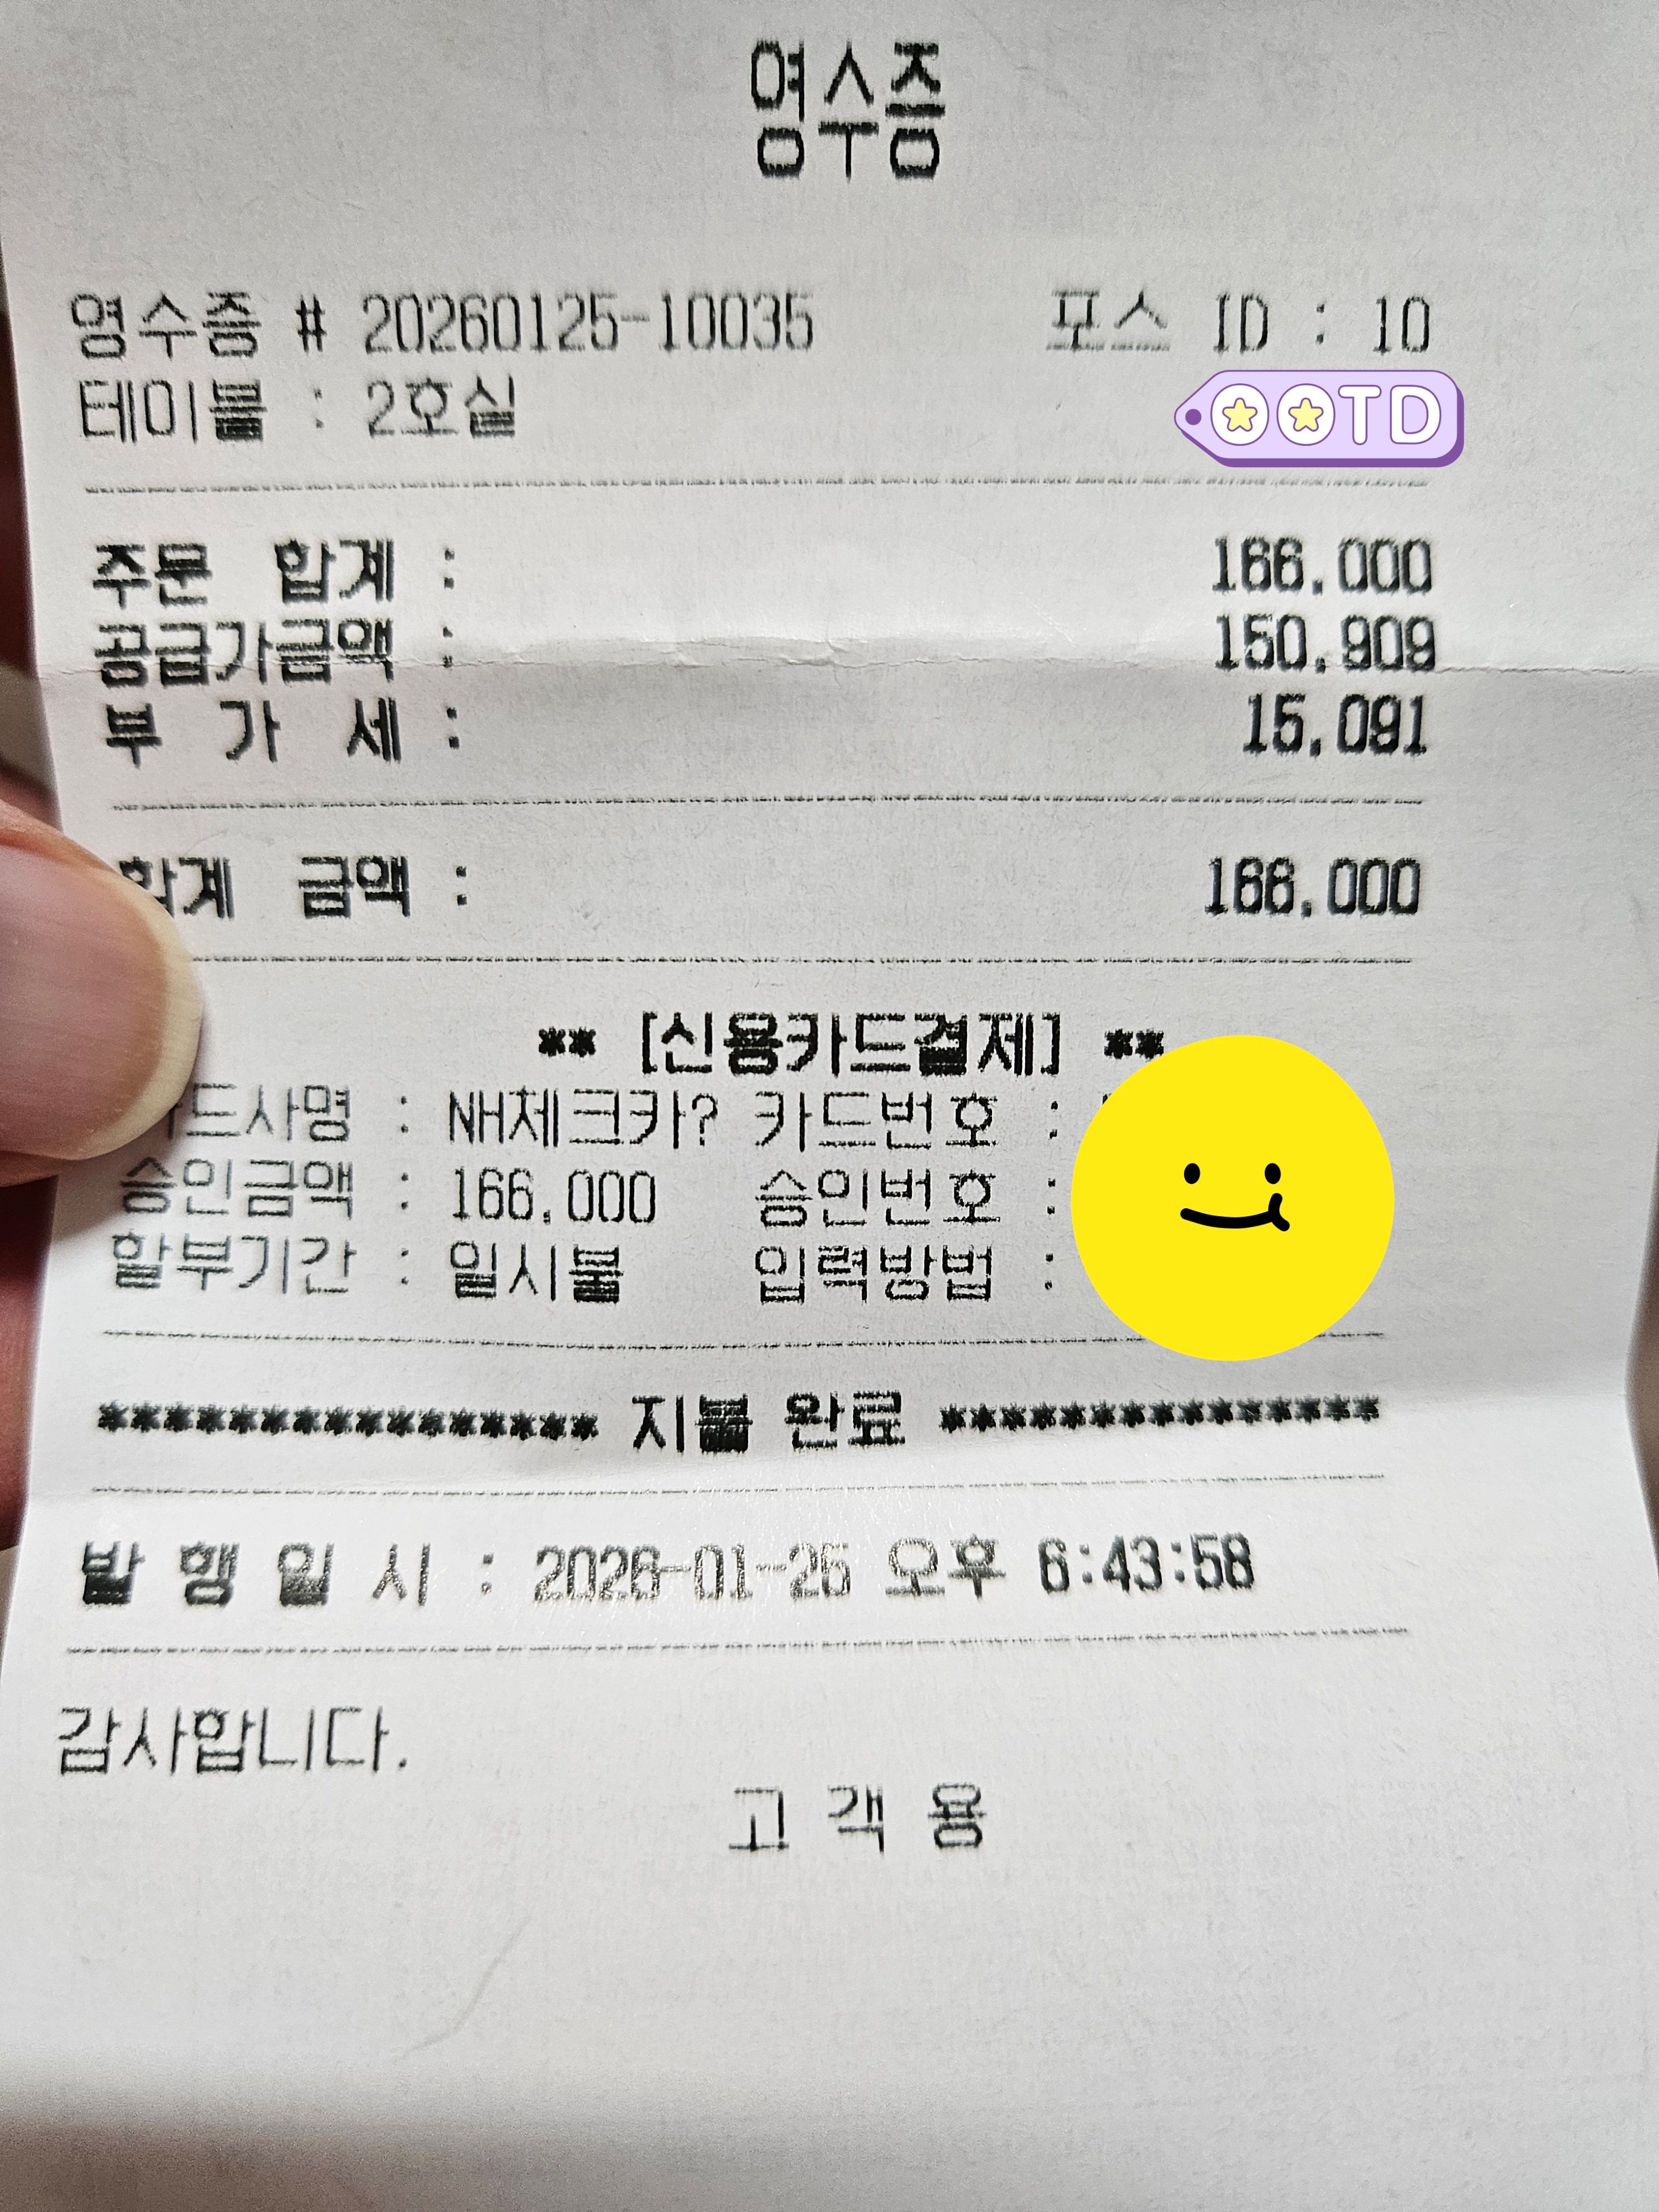 영수증
영수증 # 20260125-10035 포스 ID : 10
테이블 : 2호실
OOTD
주문 합계 : 166,000
공급가금액 : 150,909
부 가 세 : 15,091
합계 금액 : 166,000
** [신용카드결제] **
드사명 : NH체크카? 카드번호 :
승인금액 : 166,000 승인번호 :
할부기간 : 일시불 입력방법 :
***************** 지불 완료 ***************
발 행 일 시 : 2026-01-25 오후 6:43:58
감사합니다.
고 객 용